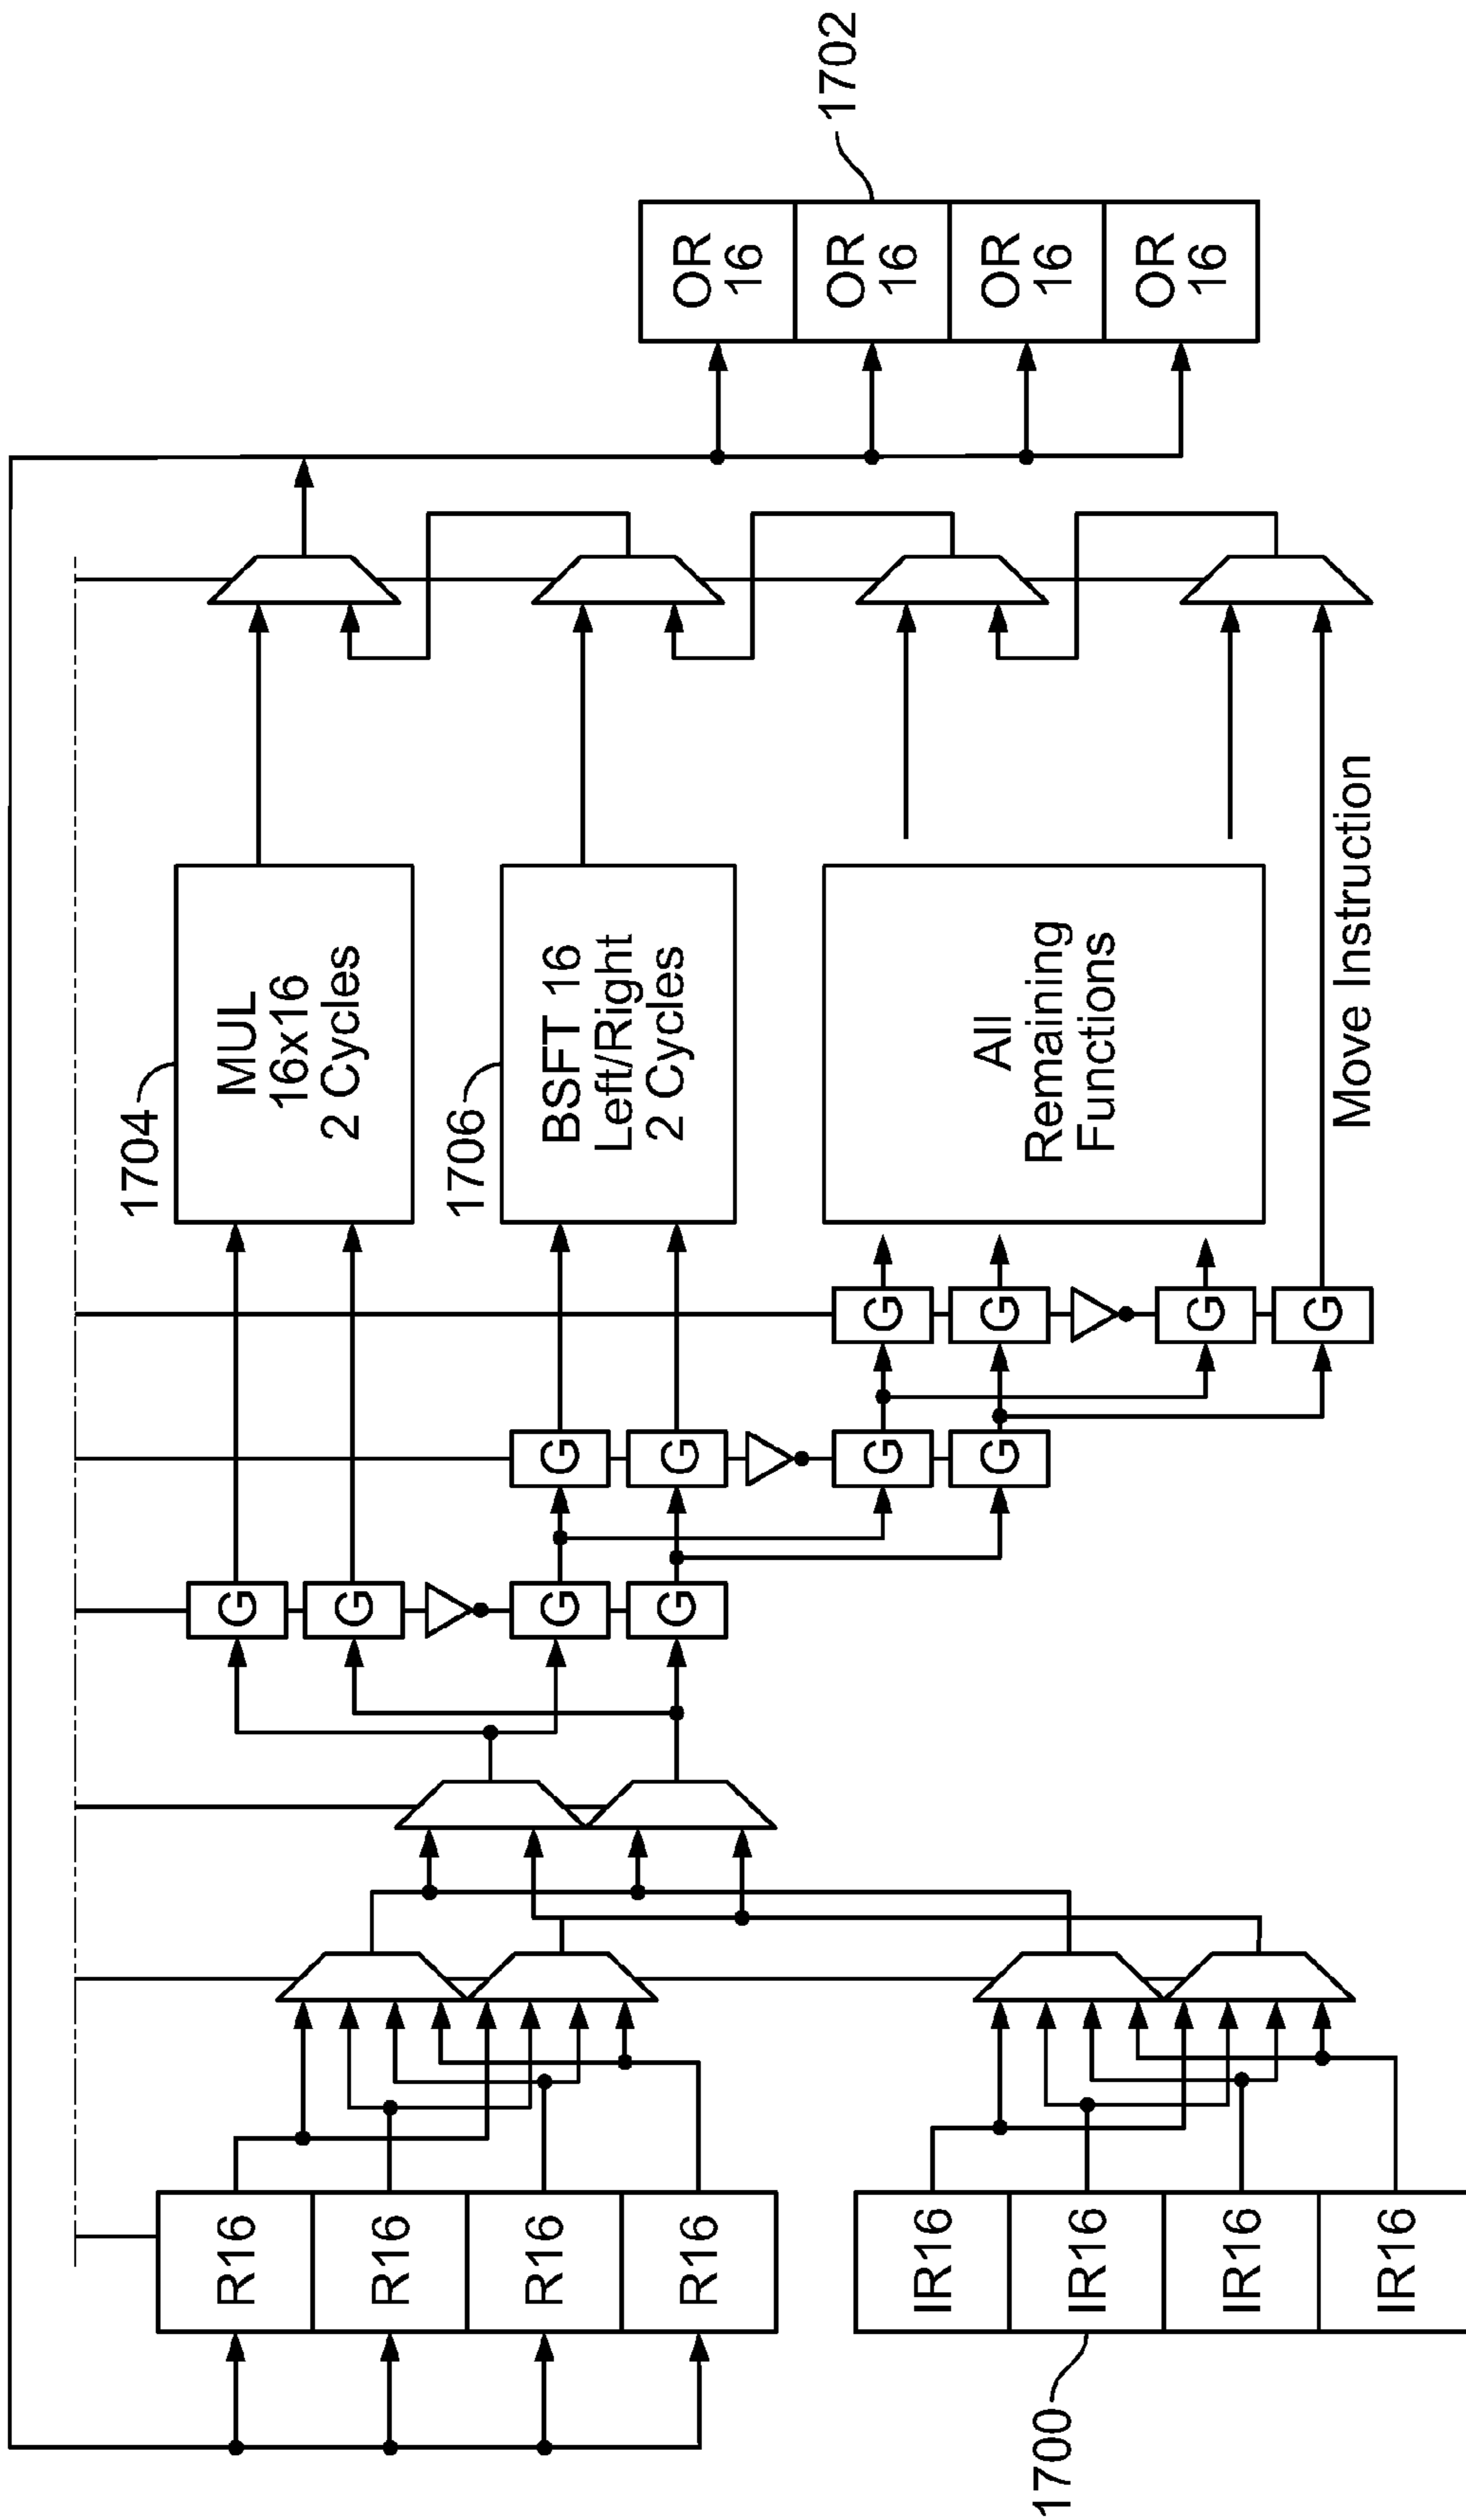 R16
R16
R16
R16
1700
IR16
IR16
IR16
IR16
G
G
G
G
G
G
G
G
G
G
G
G
1704
MUL
16x16
2 Cycles
1706
BSFT 16
Left/Right
2 Cycles
All
Remaining
Functions
Move Instruction
OR
16
OR
16
OR
16
OR
16
1702